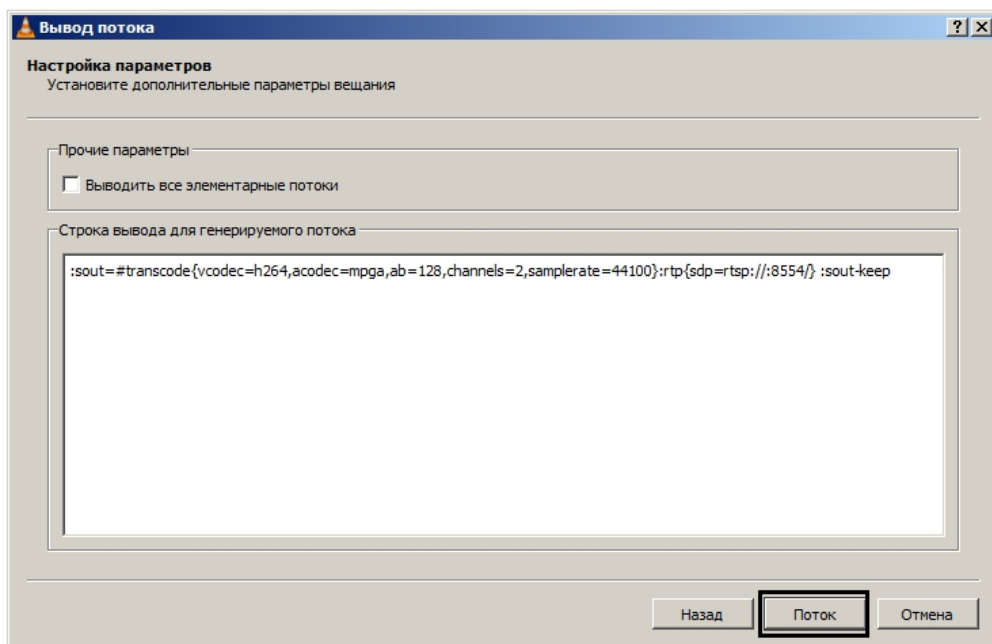 Вывод потока
Настройка параметров
Установите дополнительные параметры вещания
Прочие параметры
Выводить все элементарные потоки
Строка вывода для генерируемого потока
:sout=#transcode{vcodec=h264,acodec=mpga,ab=128,channels=2,samplerate=44100}:rtp{sdp=rtsp://:8554/} :sout-keep
Назад
Поток
Отмена